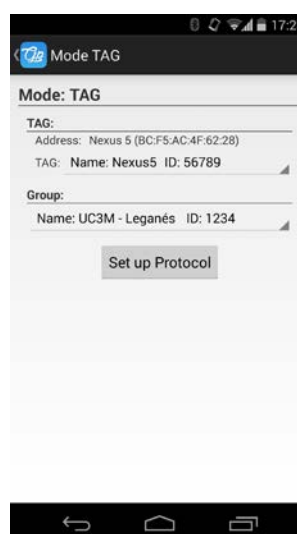 17:2
Mode TAG
Mode: TAG
TAG:
Address: Nexus 5 (BC:F5:AC:4F:62:28)
TAG: Name: Nexus5 ID: 56789
Group:
Name: UC3M - Leganés ID: 1234
Set up Protocol